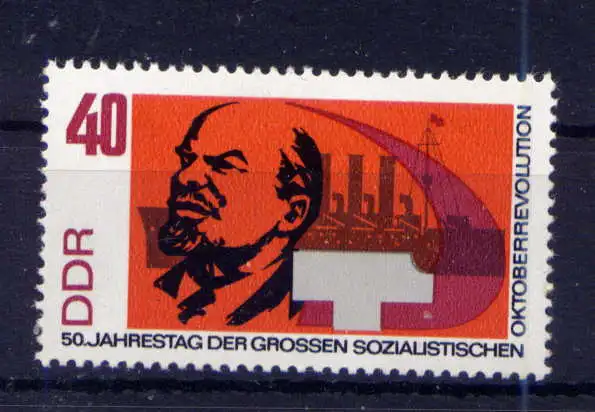 40
DDR
50. JAHRESTAG DER GROSSEN SOZIALISTISCHEN
OKTOBERREVOLUTION